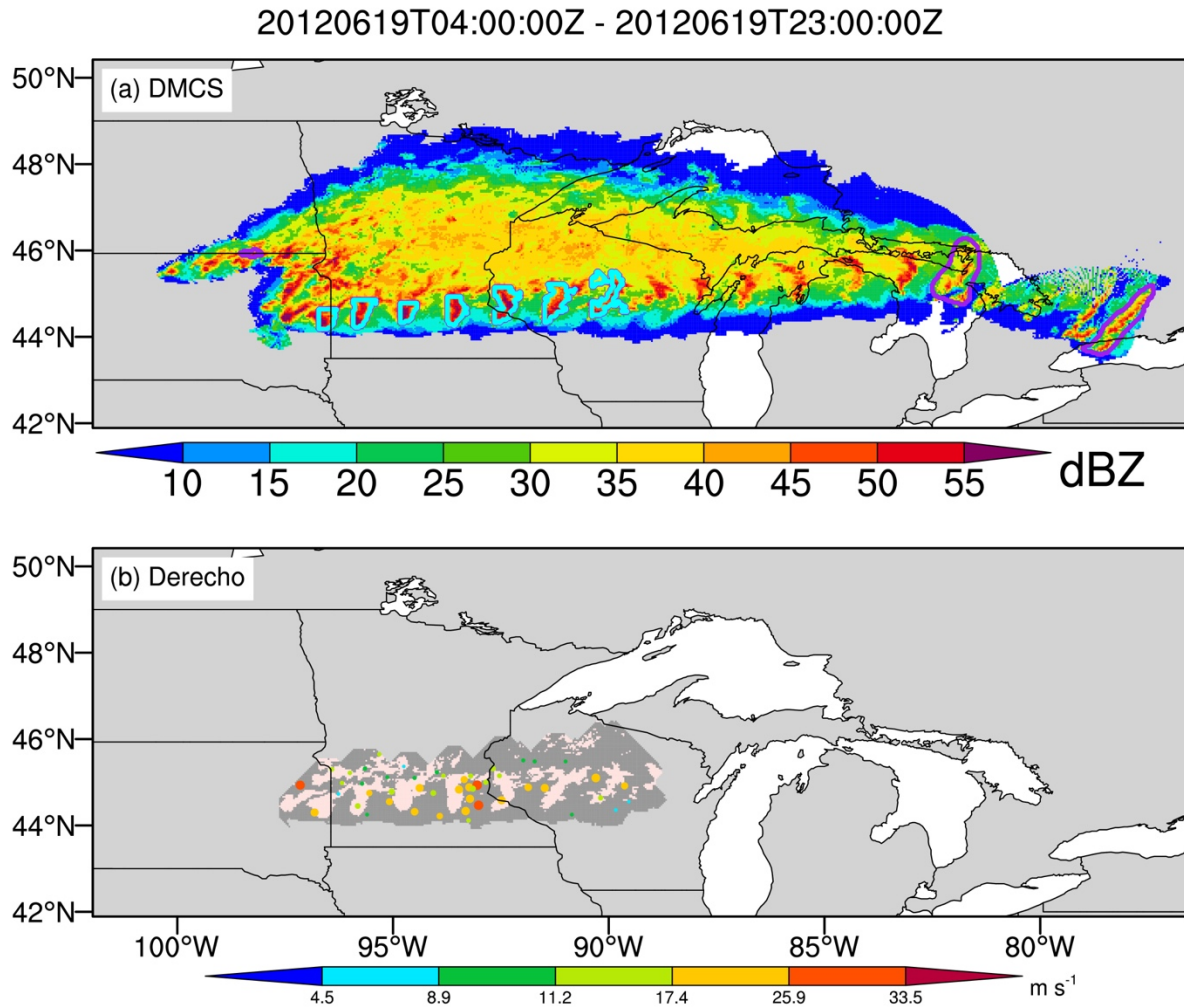 20120619T04:00:00Z - 20120619T23:00:00Z
(a) DMCS
50°N
48°N
46°N
44°N
42°N
10 15 20 25 30 35 40 45 50 55 dBZ
(b) Derecho
50°N
48°N
46°N
44°N
42°N
100°W 95°W 90°W 85°W 80°W
4.5 8.9 11.2 17.4 25.9 33.5 m s⁻¹